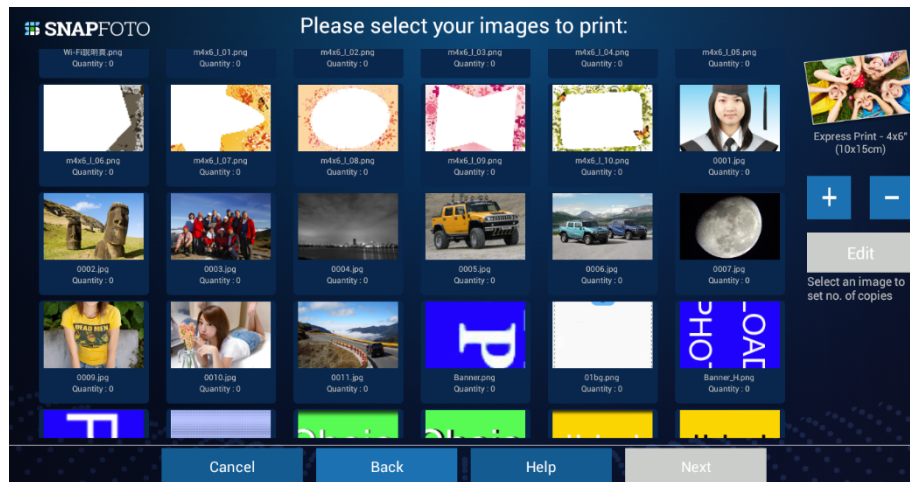 SNAPFOTO
Please select your images to print:
Wi-Fi說明頁.png
Quantity : 0
m4x6_l_01.png
Quantity : 0
m4x6_l_02.png
Quantity : 0
m4x6_l_03.png
Quantity : 0
m4x6_l_04.png
Quantity : 0
m4x6_l_05.png
Quantity : 0
m4x6_l_06.png
Quantity : 0
m4x6_l_07.png
Quantity : 0
m4x6_l_08.png
Quantity : 0
m4x6_l_09.png
Quantity : 0
m4x6_l_10.png
Quantity : 0
0001.jpg
Quantity : 0
Express Print - 4x6"
(10x15cm)
+
−
0002.jpg
Quantity : 0
0003.jpg
Quantity : 0
0004.jpg
Quantity : 0
0005.jpg
Quantity : 0
0006.jpg
Quantity : 0
0007.jpg
Quantity : 0
Edit
Select an image to
set no. of copies
DEAD MEN
0009.jpg
Quantity : 0
0010.jpg
Quantity : 0
0011.jpg
Quantity : 0
P
Banner.png
Quantity : 0
01bg.png
Quantity : 0
LOAD
PHO
Banner_H.png
Quantity : 0
Cancel
Back
Help
Next